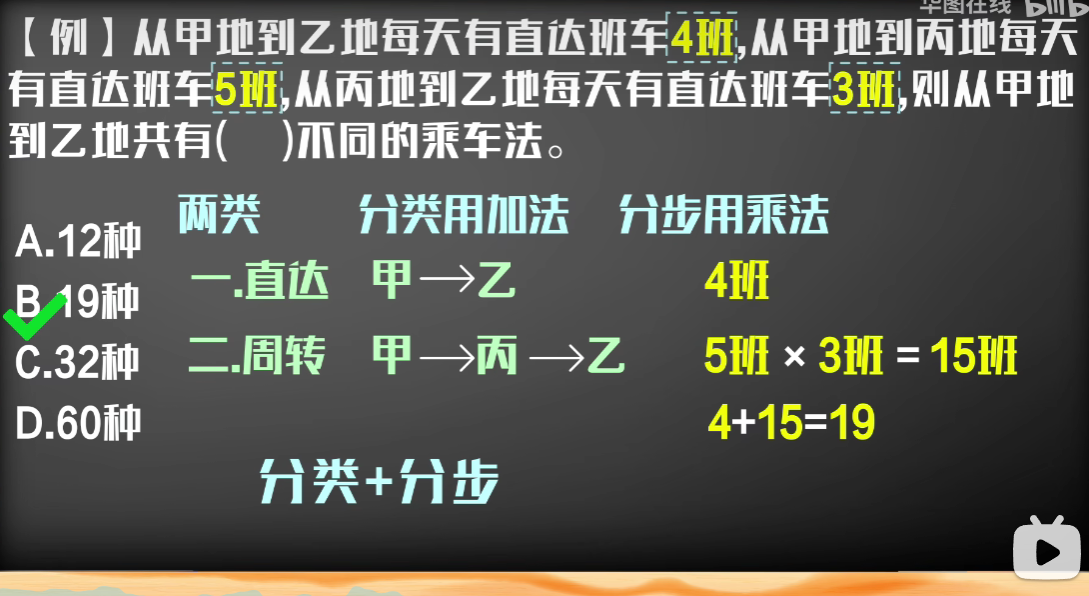 华图在线 bilib
【例】从甲地到乙地每天有直达班车4班,从甲地到丙地每天
有直达班车5班,从丙地到乙地每天有直达班车3班,则从甲地
到乙地共有( )不同的乘车法。
两类 分类用加法 分步用乘法
A.12种
一.直达 甲→乙 4班
B.19种
二.周转 甲→丙→乙 5班×3班=15班
C.32种
D.60种 4+15=19
分类+分步